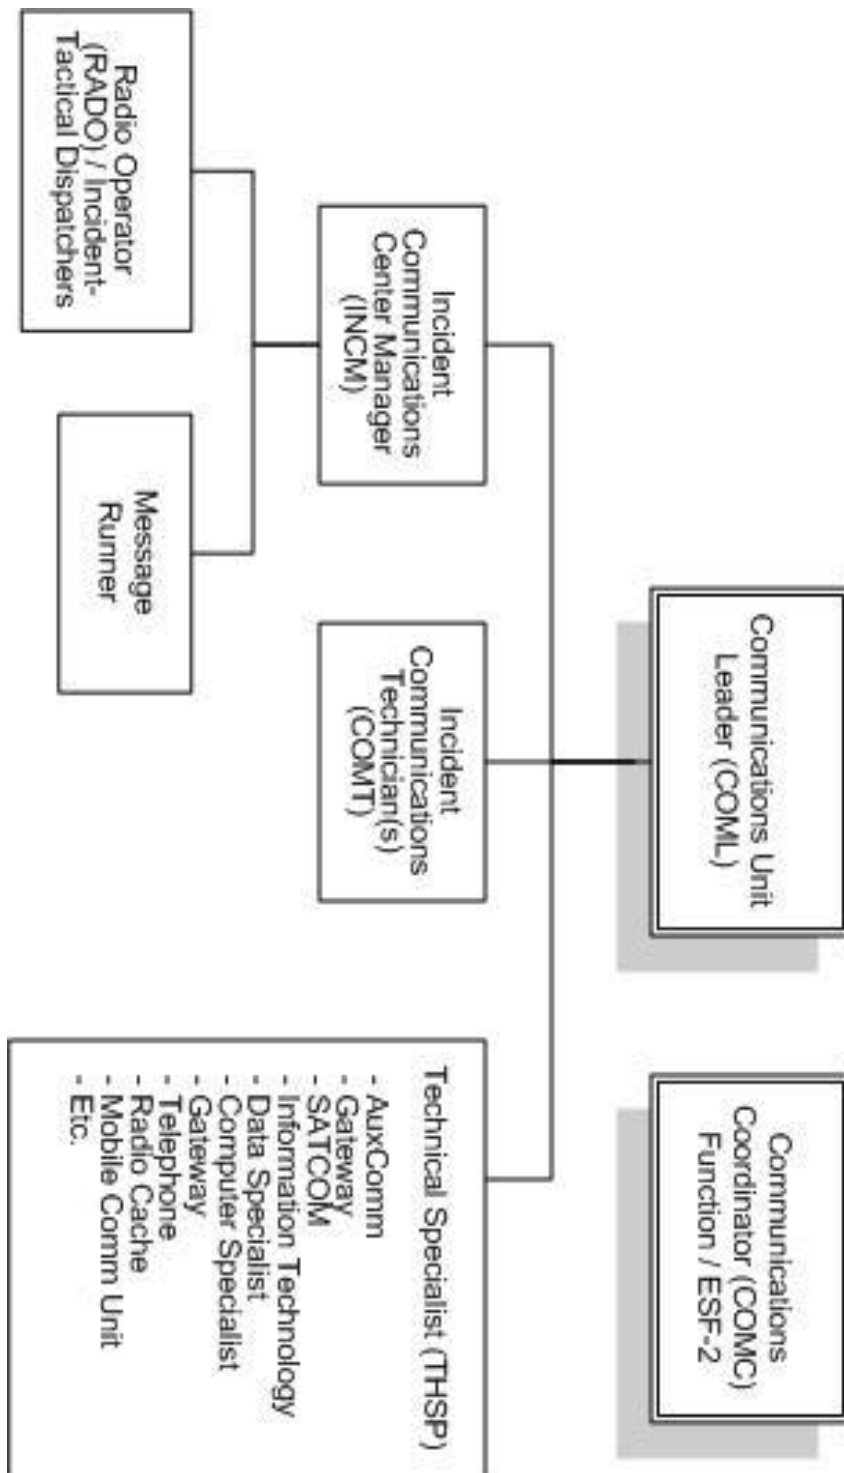 Communications Unit
Leader (COML)
Communications
Coordinator (COMC)
Function / ESF-2
Incident
Communications
Center Manager
(INCM)
Incident
Communications
Technician(s)
(COMT)
Technical Specialist (THSP)
- AuxComm
- Gateway
- SATCOM
- Information Technology
- Data Specialist
- Computer Specialist
- Gateway
- Telephone
- Radio Cache
- Mobile Comm Unit
- Etc.
Radio Operator
(RADO) / Incident-
Tactical Dispatchers
Message
Runner